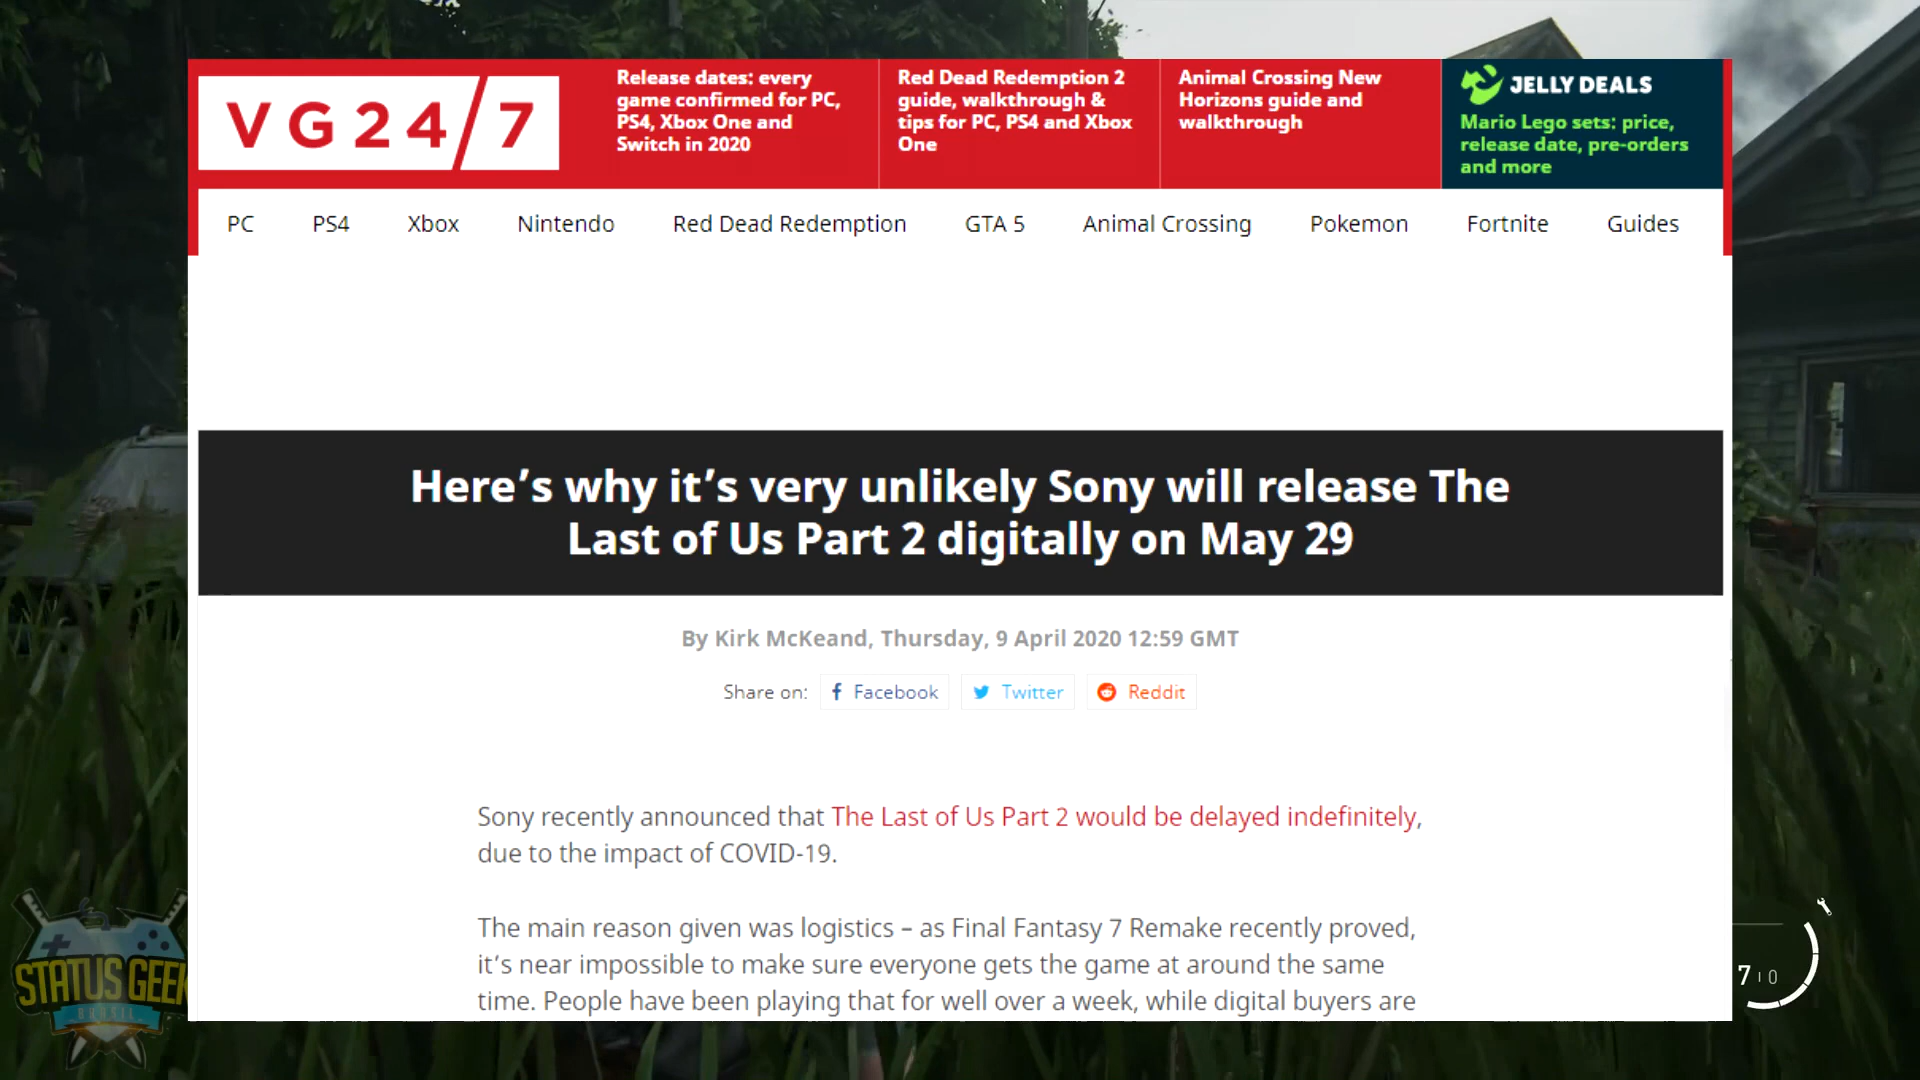 VG24/7
Release dates: every
game confirmed for PC,
PS4, Xbox One and
Switch in 2020
Red Dead Redemption 2
guide, walkthrough &
tips for PC, PS4 and Xbox
One
Animal Crossing New
Horizons guide and
walkthrough
JELLY DEALS
Mario Lego sets: price,
release date, pre-orders
and more
PC PS4 Xbox Nintendo Red Dead Redemption GTA 5 Animal Crossing Pokemon Fortnite Guides
Here’s why it’s very unlikely Sony will release The
Last of Us Part 2 digitally on May 29
By Kirk McKeand, Thursday, 9 April 2020 12:59 GMT
Share on: Facebook Twitter Reddit
Sony recently announced that The Last of Us Part 2 would be delayed indefinitely,
due to the impact of COVID-19.
The main reason given was logistics – as Final Fantasy 7 Remake recently proved,
it’s near impossible to make sure everyone gets the game at around the same
time. People have been playing that for well over a week, while digital buyers are
STATUS GEEK
BRASIL
7 | 0